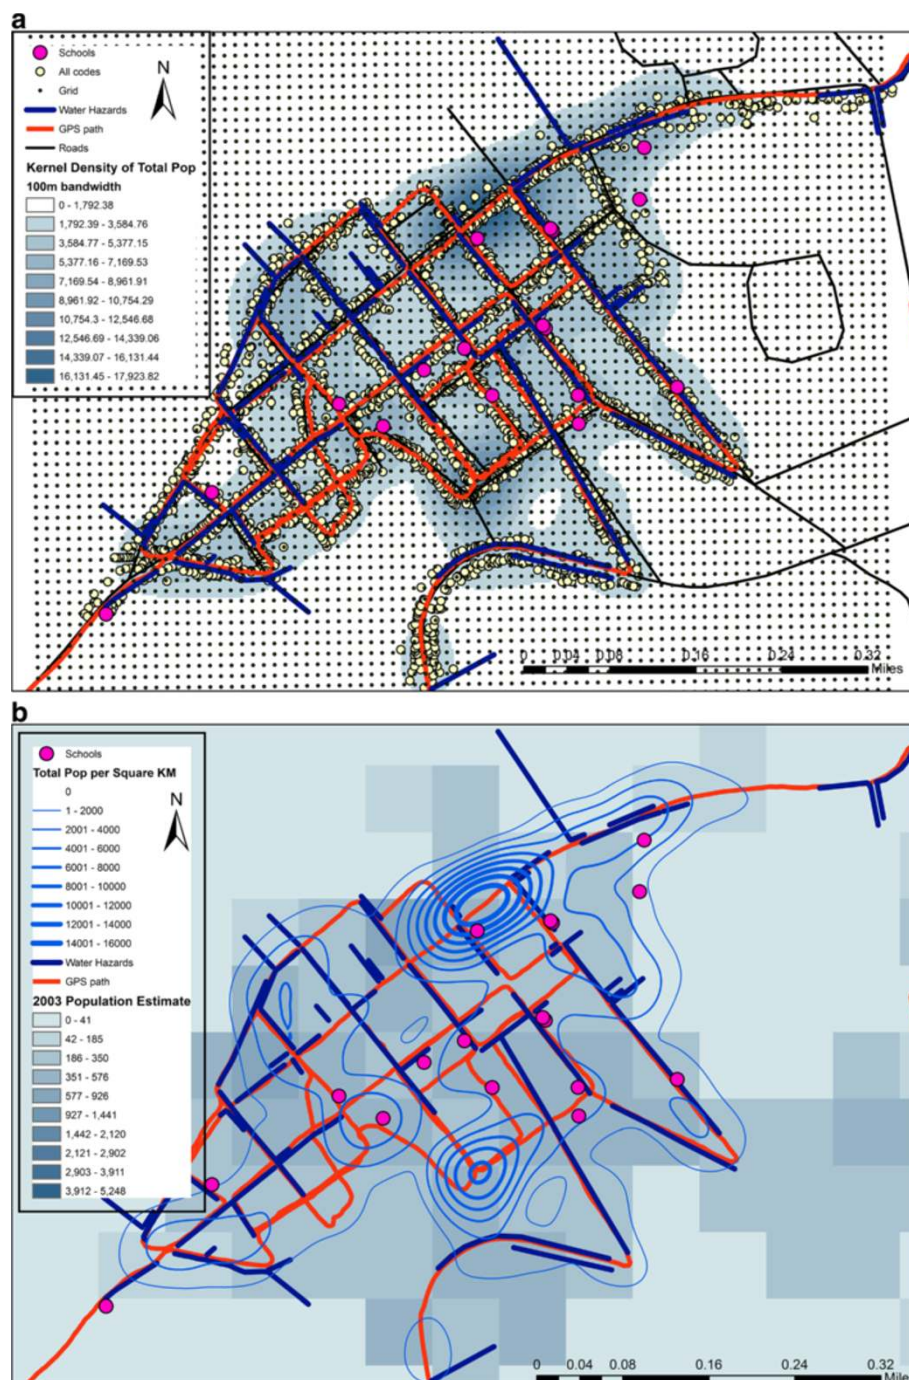 a
Schools
All codes
Grid
Water Hazards
GPS path
Roads
N
Kernel Density of Total Pop
100m bandwidth
0 - 1,792.38
1,792.39 - 3,584.76
3,584.77 - 5,377.15
5,377.16 - 7,169.53
7,169.54 - 8,961.91
8,961.92 - 10,754.29
10,754.3 - 12,546.68
12,546.69 - 14,339.06
14,339.07 - 16,131.44
16,131.45 - 17,923.82
0 0.04 0.08 0.16 0.24 0.32
Miles
b
Schools
Total Pop per Square KM
0
1 - 2000
2001 - 4000
4001 - 6000
6001 - 8000
8001 - 10000
10001 - 12000
12001 - 14000
14001 - 16000
Water Hazards
GPS path
N
2003 Population Estimate
0 - 41
42 - 185
186 - 350
351 - 576
577 - 926
927 - 1,441
1,442 - 2,120
2,121 - 2,902
2,903 - 3,911
3,912 - 5,248
0 0.04 0.08 0.16 0.24 0.32
Mile